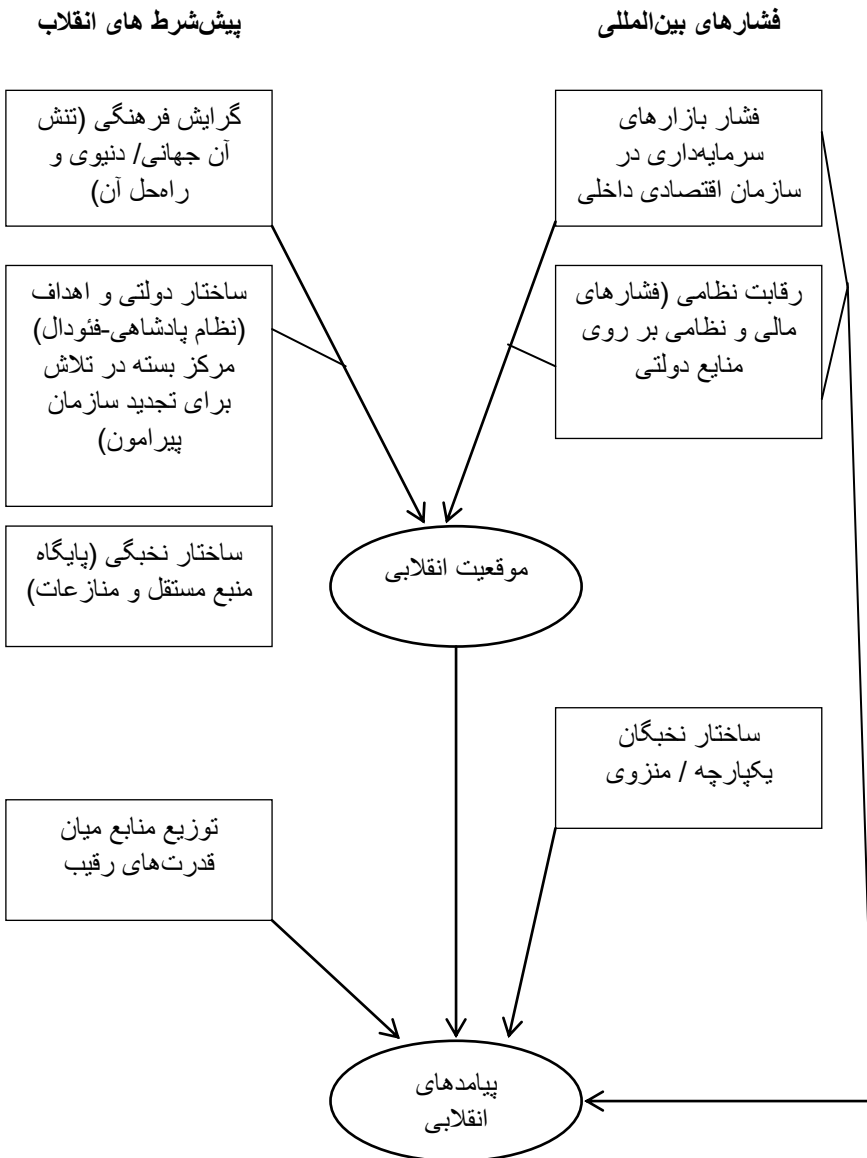 فشارهای بین‌المللی
پیش‌شرط های انقلاب
فشار بازارهای
سرمایه‌داری در
سازمان اقتصادی داخلی
گرایش فرهنگی (تنش
آن جهانی/ دنیوی و
راه‌حل آن)
رقابت نظامی (فشارهای
مالی و نظامی بر روی
منایع دولتی
ساختار دولتی و اهداف
(نظام پادشاهی-فئودال)
مرکز بسته در تلاش
برای تجدید سازمان
پیرامون)
ساختار نخبگی (پایگاه
منبع مستقل و منازعات)
موقعیت انقلابی
ساختار نخبگان
یکپارچه / منزوی
توزیع منابع میان
قدرت‌های رقیب
پیامدهای
انقلابی